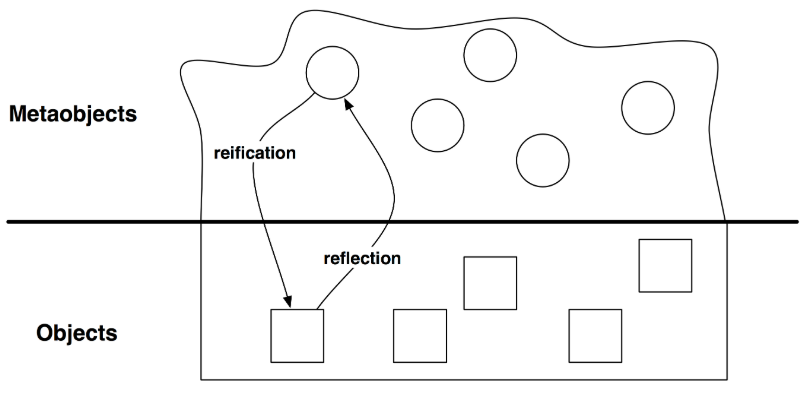 Metaobjects
reification
reflection
Objects